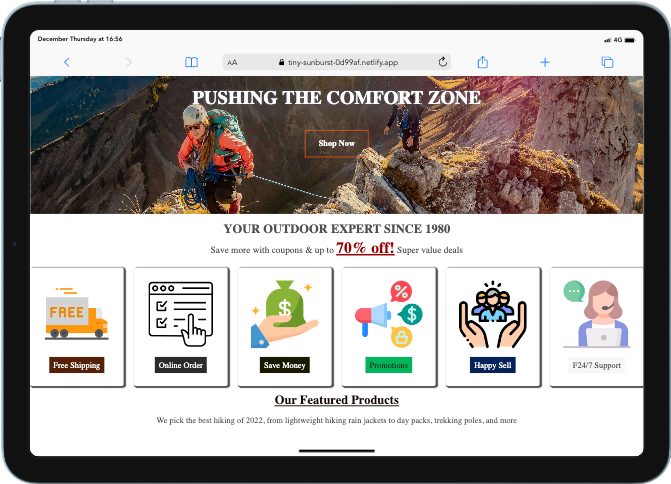 December Thursday at 16:56
4G
AA
tiny-sunburst-0d99af.netlify.app
PUSHING THE COMFORT ZONE
Shop Now
YOUR OUTDOOR EXPERT SINCE 1980
Save more with coupons & up to 70% off! Super value deals
FREE
$
%
$
Free Shipping
Online Order
Save Money
Promotions
Happy Sell
F24/7 Support
Our Featured Products
We pick the best hiking of 2022, from lightweight hiking rain jackets to day packs, trekking poles, and more